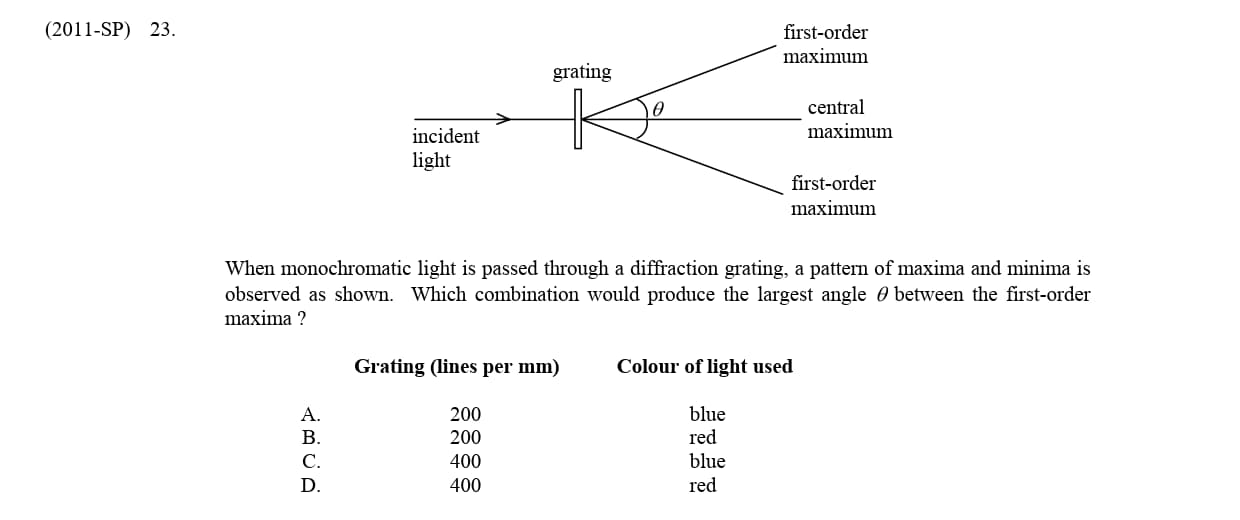 (2011-SP) 23.
first-order
maximum
grating
θ
central
maximum
incident
light
first-order
maximum
When monochromatic light is passed through a diffraction grating, a pattern of maxima and minima is
observed as shown. Which combination would produce the largest angle θ between the first-order
maxima ?
Grating (lines per mm) Colour of light used
A. 200 blue
B. 200 red
C. 400 blue
D. 400 red